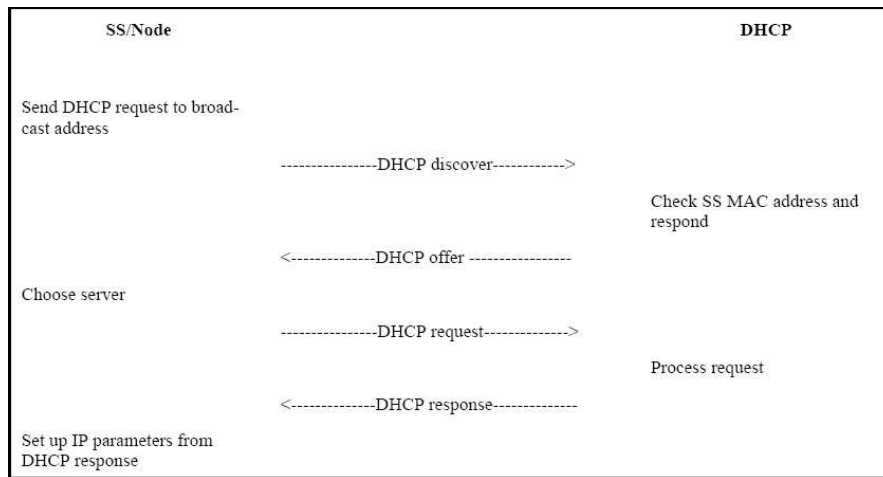 SS/Node DHCP
Send DHCP request to broad-
cast address
----------------DHCP discover------------>
Check SS MAC address and
respond
<--------------DHCP offer -----------------
Choose server
----------------DHCP request-------------->
Process request
<--------------DHCP response--------------
Set up IP parameters from
DHCP response